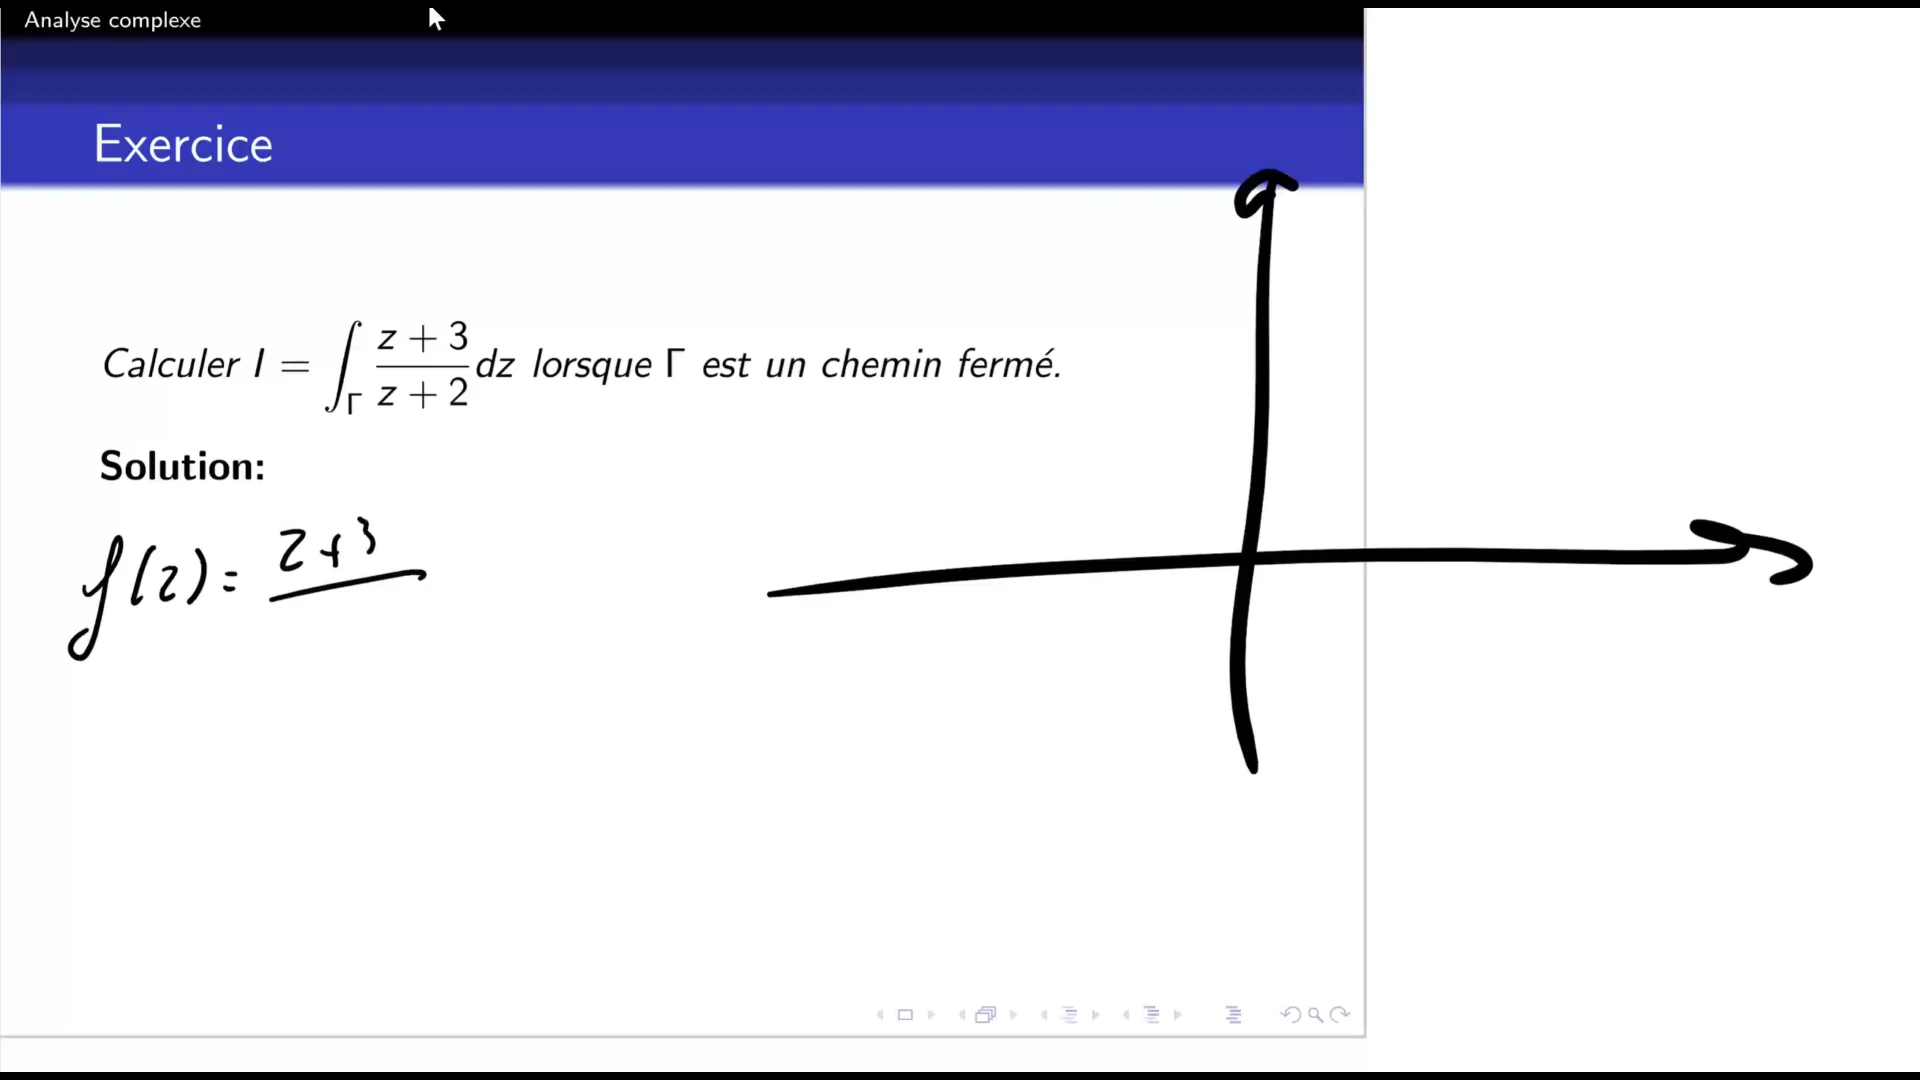 Analyse complexe
Exercice
Calculer I = ∫_Γ (z + 3)/(z + 2) dz lorsque Γ est un chemin fermé.
Solution:
f(z) = z+3